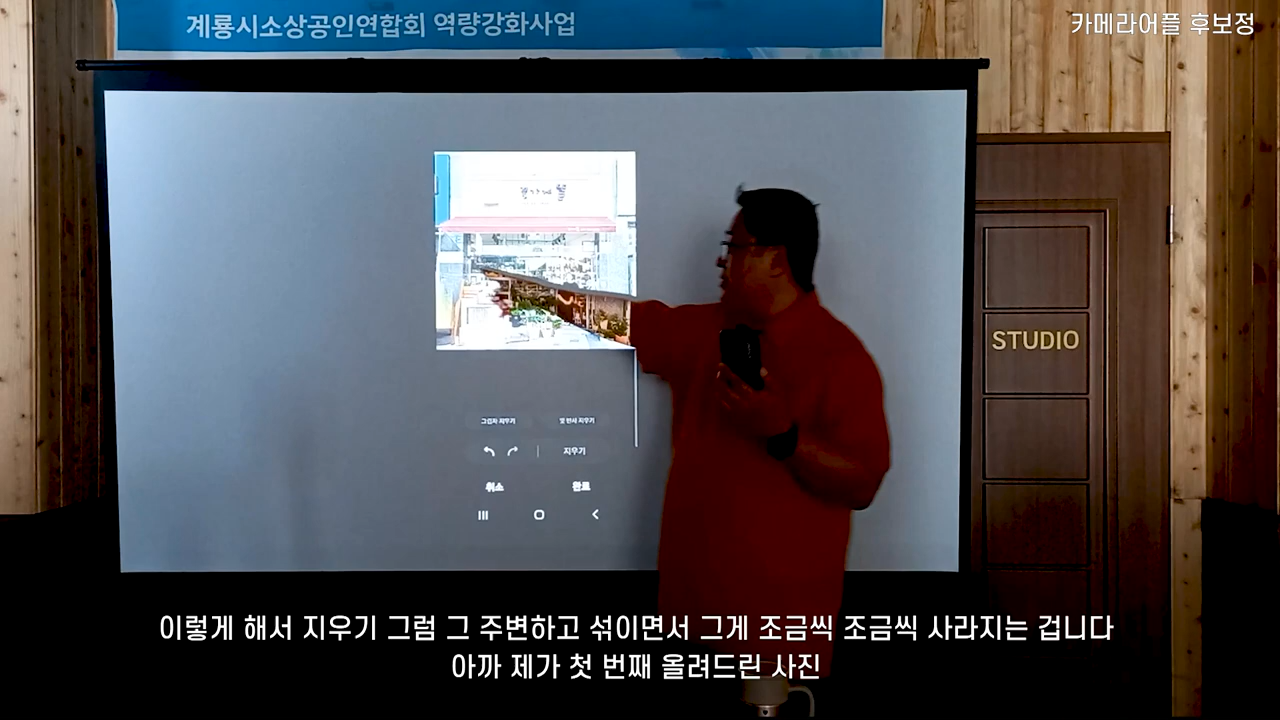 계룡시소상공인연합회 역량강화사업
카메라어플 후보정
STUDIO
그림자 지우기
빛 반사 지우기
지우기
취소
완료
이렇게 해서 지우기 그럼 그 주변하고 섞이면서 그게 조금씩 조금씩 사라지는 겁니다
아까 제가 첫 번째 올려드린 사진